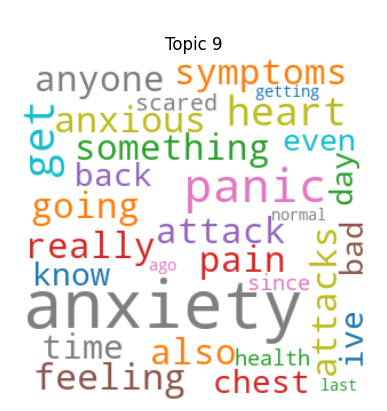 Topic 9
anyone symptoms
getting
scared
get anxious heart
something even
back panic day
going normal
attack
really pain bad
know ago since attacks
anxiety ive
time also health
feeling chest last